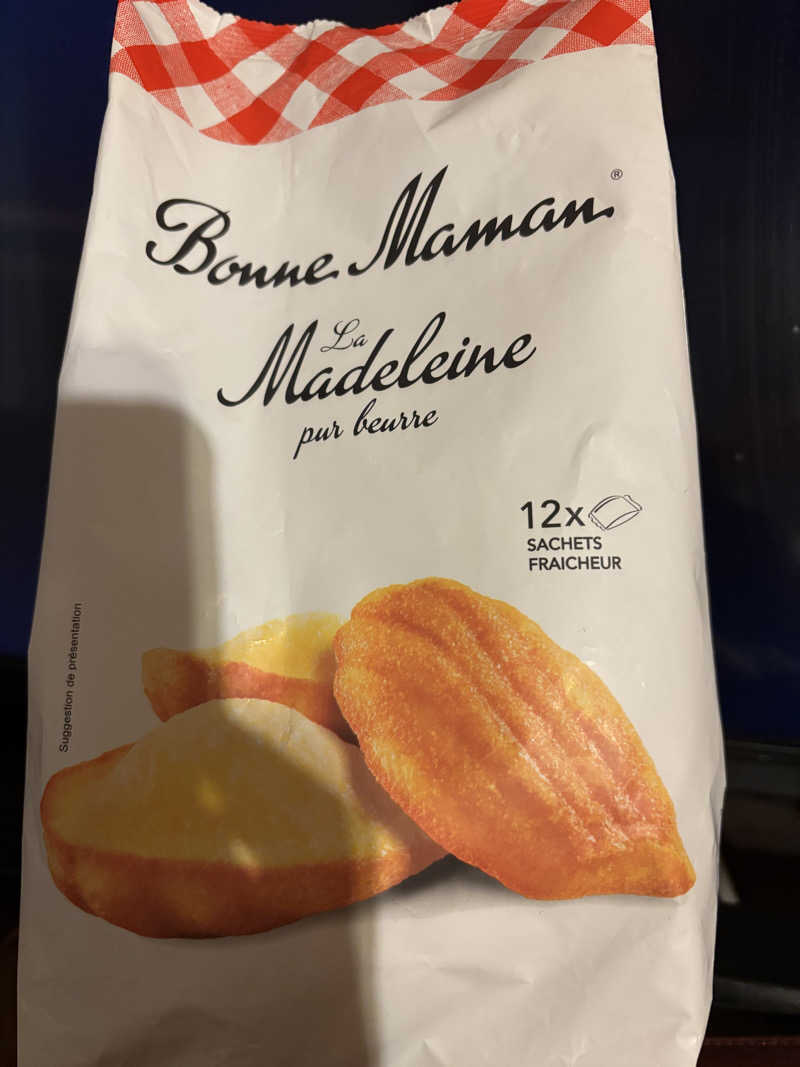 Bonne Maman®
La
Madeleine
pur beurre
12x
SACHETS
FRAICHEUR
Suggestion de présentation